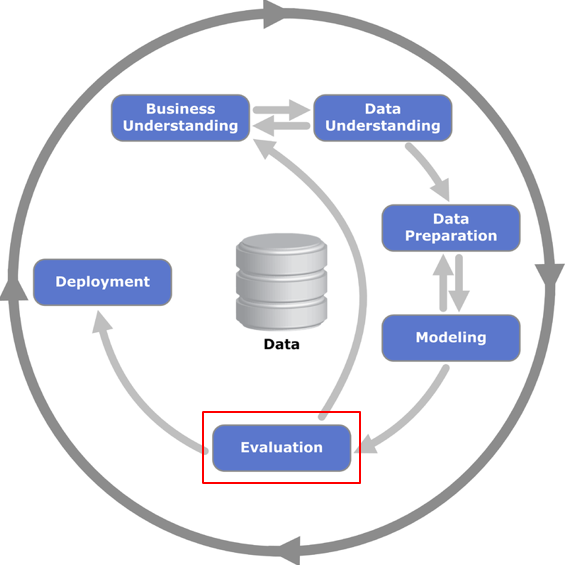 Business
Understanding
Data
Understanding
Data
Preparation
Deployment
Modeling
Data
Evaluation